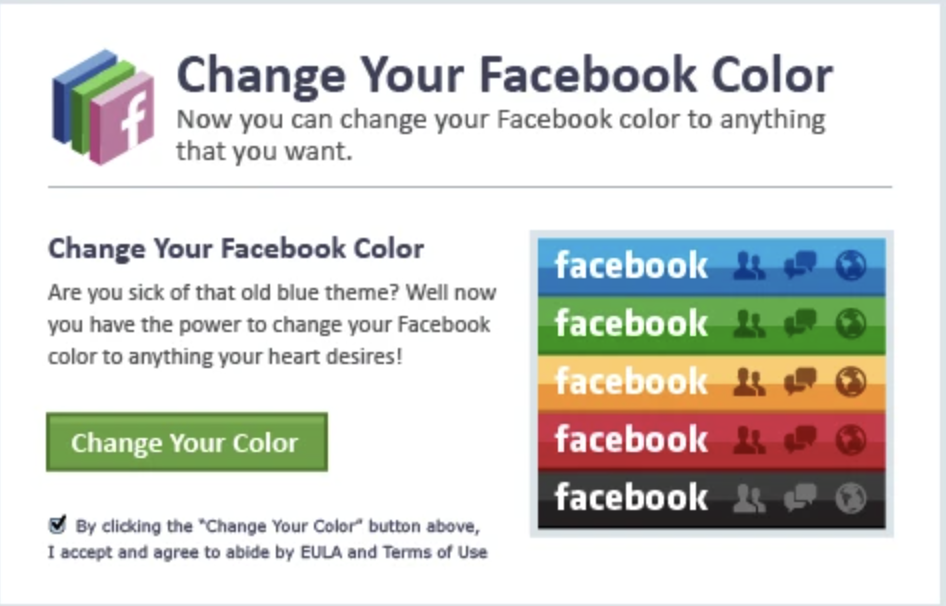 Change Your Facebook Color
Now you can change your Facebook color to anything
that you want.
Change Your Facebook Color
Are you sick of that old blue theme? Well now
you have the power to change your Facebook
color to anything your heart desires!
Change Your Color
By clicking the "Change Your Color" button above,
I accept and agree to abide by EULA and Terms of Use
facebook
facebook
facebook
facebook
facebook